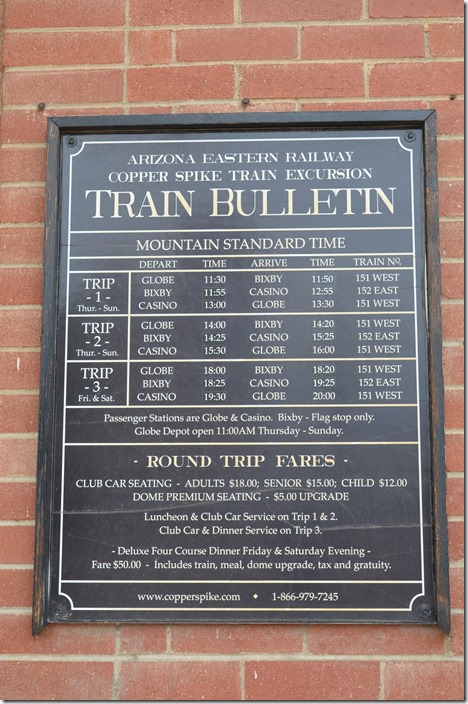 ARIZONA EASTERN RAILWAY
COPPER SPIKE TRAIN EXCURSION
TRAIN BULLETIN
MOUNTAIN STANDARD TIME
DEPART TIME ARRIVE TIME TRAIN NO.
TRIP - 1 - Thur. - Sun.
GLOBE 11:30 BIXBY 11:50 151 WEST
BIXBY 11:55 CASINO 12:55 152 EAST
CASINO 13:00 GLOBE 13:30 151 WEST
TRIP - 2 - Thur. - Sun.
GLOBE 14:00 BIXBY 14:20 151 WEST
BIXBY 14:25 CASINO 15:25 152 EAST
CASINO 15:30 GLOBE 16:00 151 WEST
TRIP - 3 - Fri. & Sat.
GLOBE 18:00 BIXBY 18:20 151 WEST
BIXBY 18:25 CASINO 19:25 152 EAST
CASINO 19:30 GLOBE 20:00 151 WEST
Passenger Stations are Globe & Casino. Bixby - Flag stop only.
Globe Depot open 11:00AM Thursday - Sunday.
- ROUND TRIP FARES -
CLUB CAR SEATING - ADULTS $18.00; SENIOR $15.00; CHILD $12.00
DOME PREMIUM SEATING - $5.00 UPGRADE
Luncheon & Club Car Service on Trip 1 & 2.
Club Car & Dinner Service on Trip 3.
- Deluxe Four Course Dinner Friday & Saturday Evening -
Fare $50.00 - Includes train, meal, dome upgrade, tax and gratuity.
www.copperspike.com ◆ 1-866-979-7245